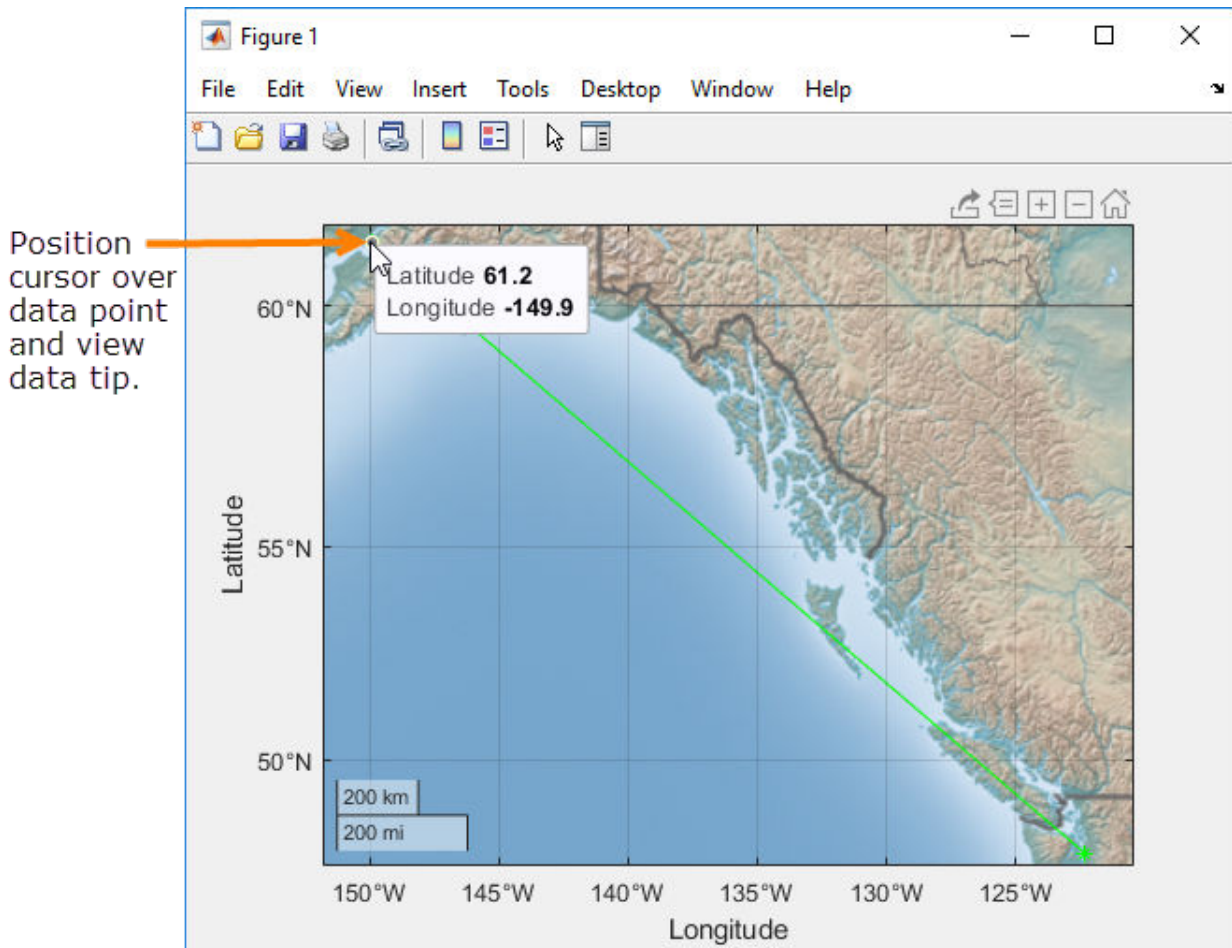 Figure 1
File Edit View Insert Tools Desktop Window Help
Position
cursor over
data point
and view
data tip.
Latitude 61.2
Longitude -149.9
60°N
55°N
50°N
Latitude
200 km
200 mi
150°W 145°W 140°W 135°W 130°W 125°W
Longitude